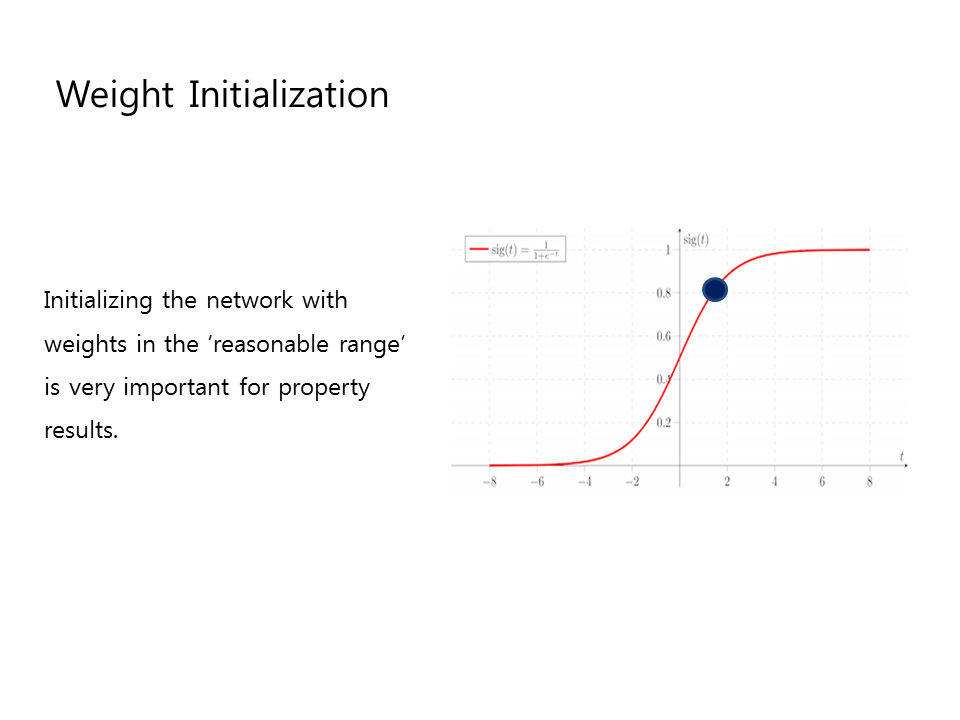 Weight Initialization
Initializing the network with
weights in the ‘reasonable range’
is very important for property
results.
sig(t) = 1/(1+e^{-t})
sig(t)
1
0.8
0.6
0.4
0.2
t
−8 −6 −4 −2 2 4 6 8